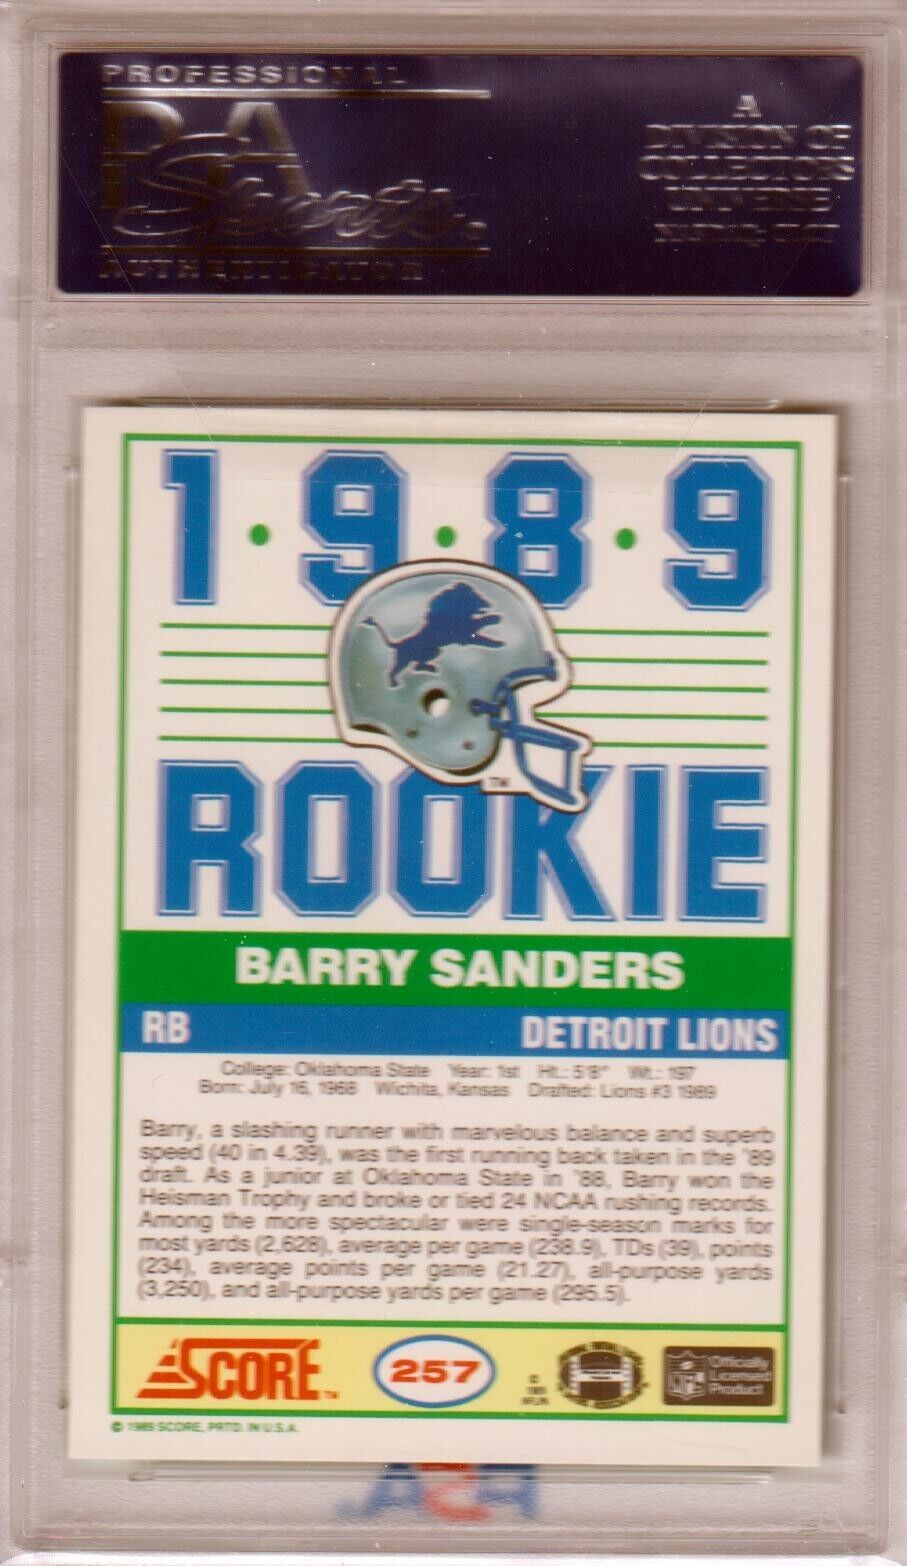 PROFESSIONAL
PSA
Sports
AUTHENTICATOR
A
DIVISION OF
COLLECTORS
UNIVERSE
1·9·8·9
TM
ROOKIE
BARRY SANDERS
RB DETROIT LIONS
College: Oklahoma State Year: 1st Ht.: 5'8" Wt.: 197
Born: July 16, 1968 Wichita, Kansas Drafted: Lions #3 1989
Barry, a slashing runner with marvelous balance and superb
speed (40 in 4.39), was the first running back taken in the '89
draft. As a junior at Oklahoma State in '88, Barry won the
Heisman Trophy and broke or tied 24 NCAA rushing records.
Among the more spectacular were single-season marks for
most yards (2,628), average per game (238.9), TDs (39), points
(234), average points per game (21.27), all-purpose yards
(3,250), and all-purpose yards per game (295.5).
SCORE TM 257 NFL Officially
Licensed
Product
© 1989 SCORE, PRTD. IN U.S.A.
PSA